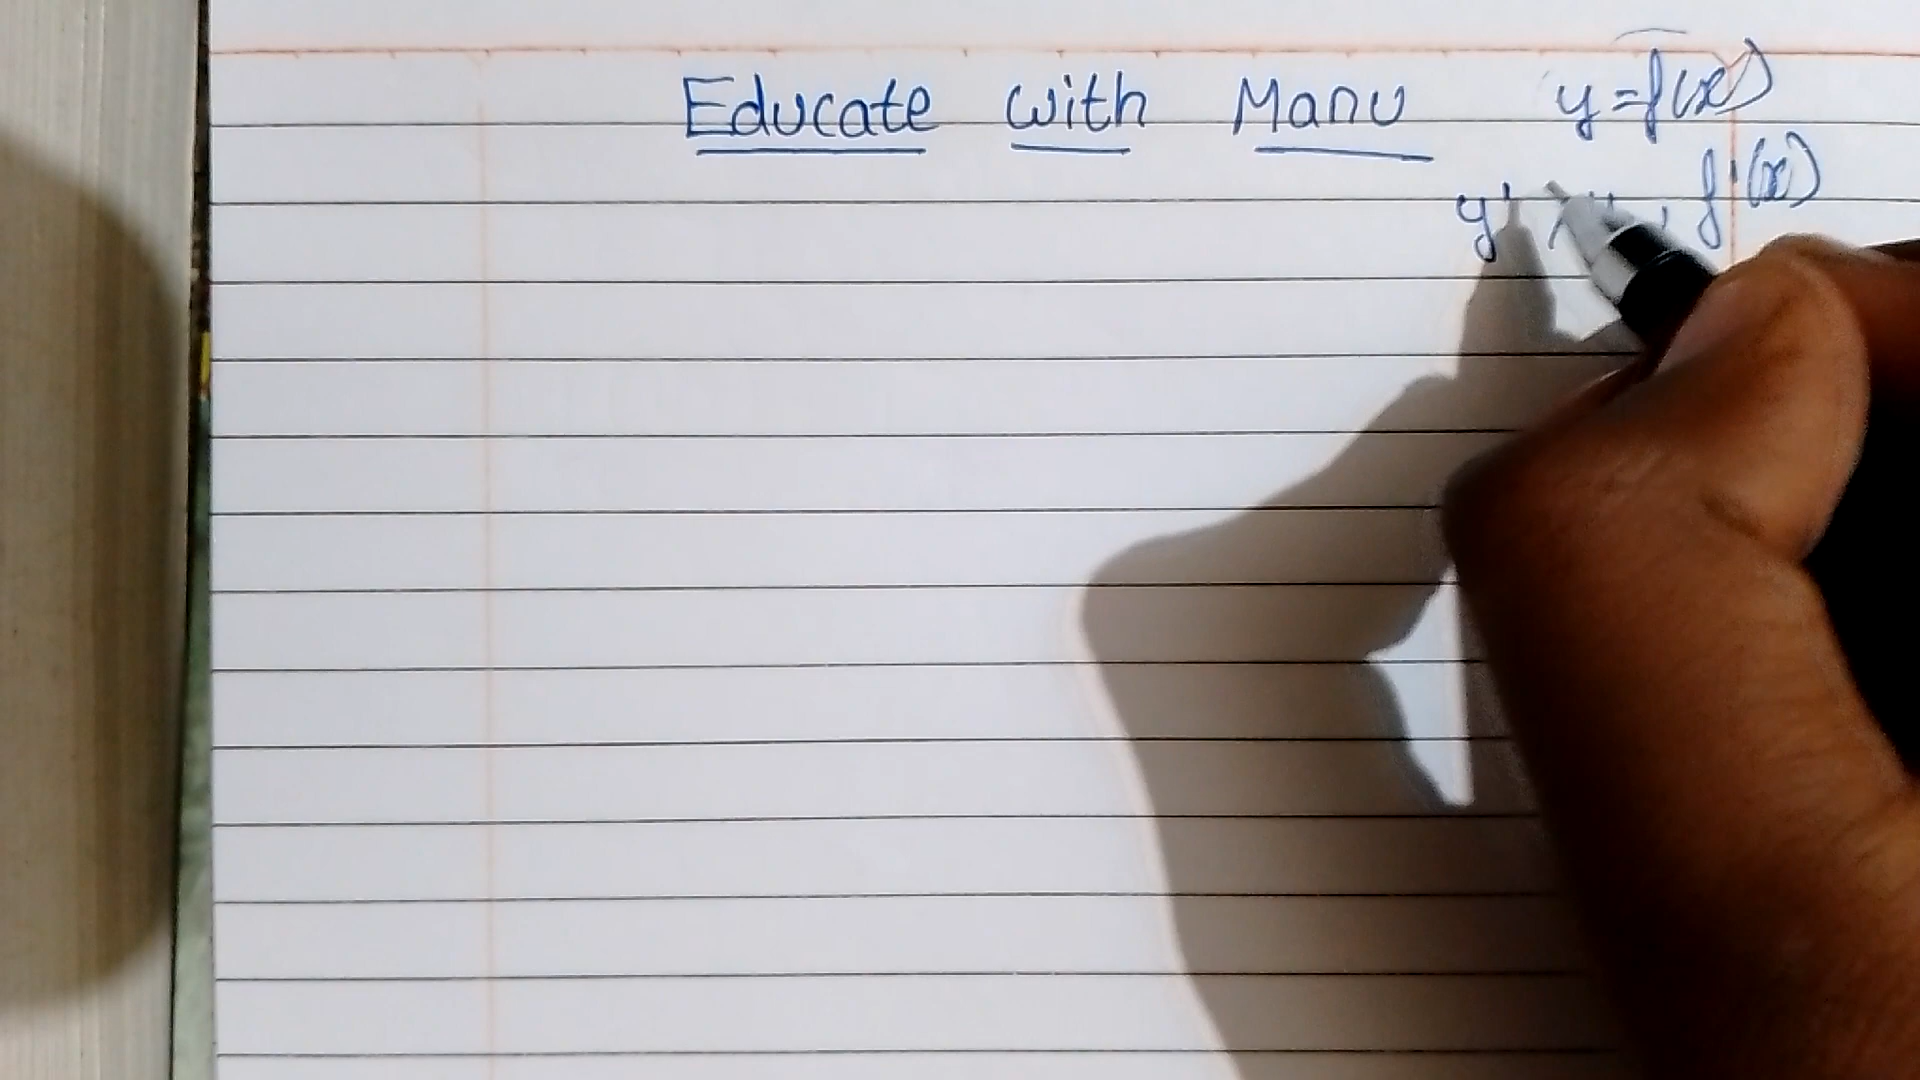 Educate with Manu y=f(x)
y' , f'(x)